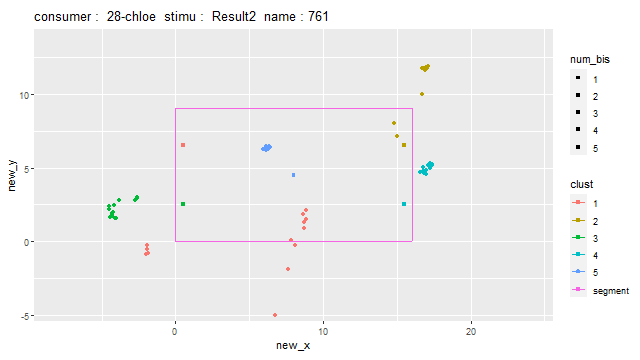 consumer :  28-chloe  stimu :  Result2  name : 761
new_y
10
5
0
-5
0
10
20
new_x
num_bis
1
2
3
4
5
clust
1
2
3
4
5
segment